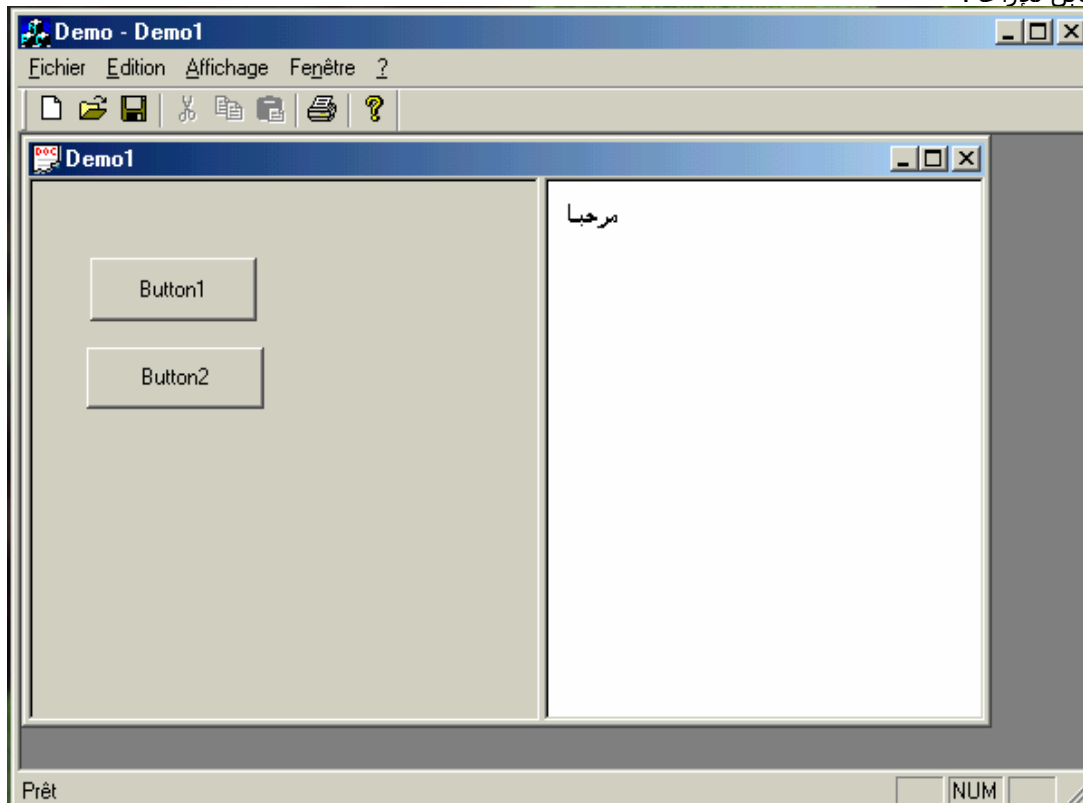 Demo - Demo1
Fichier Edition Affichage Fenêtre ?
Demo1
مرحبا
Button1
Button2
Prêt
NUM